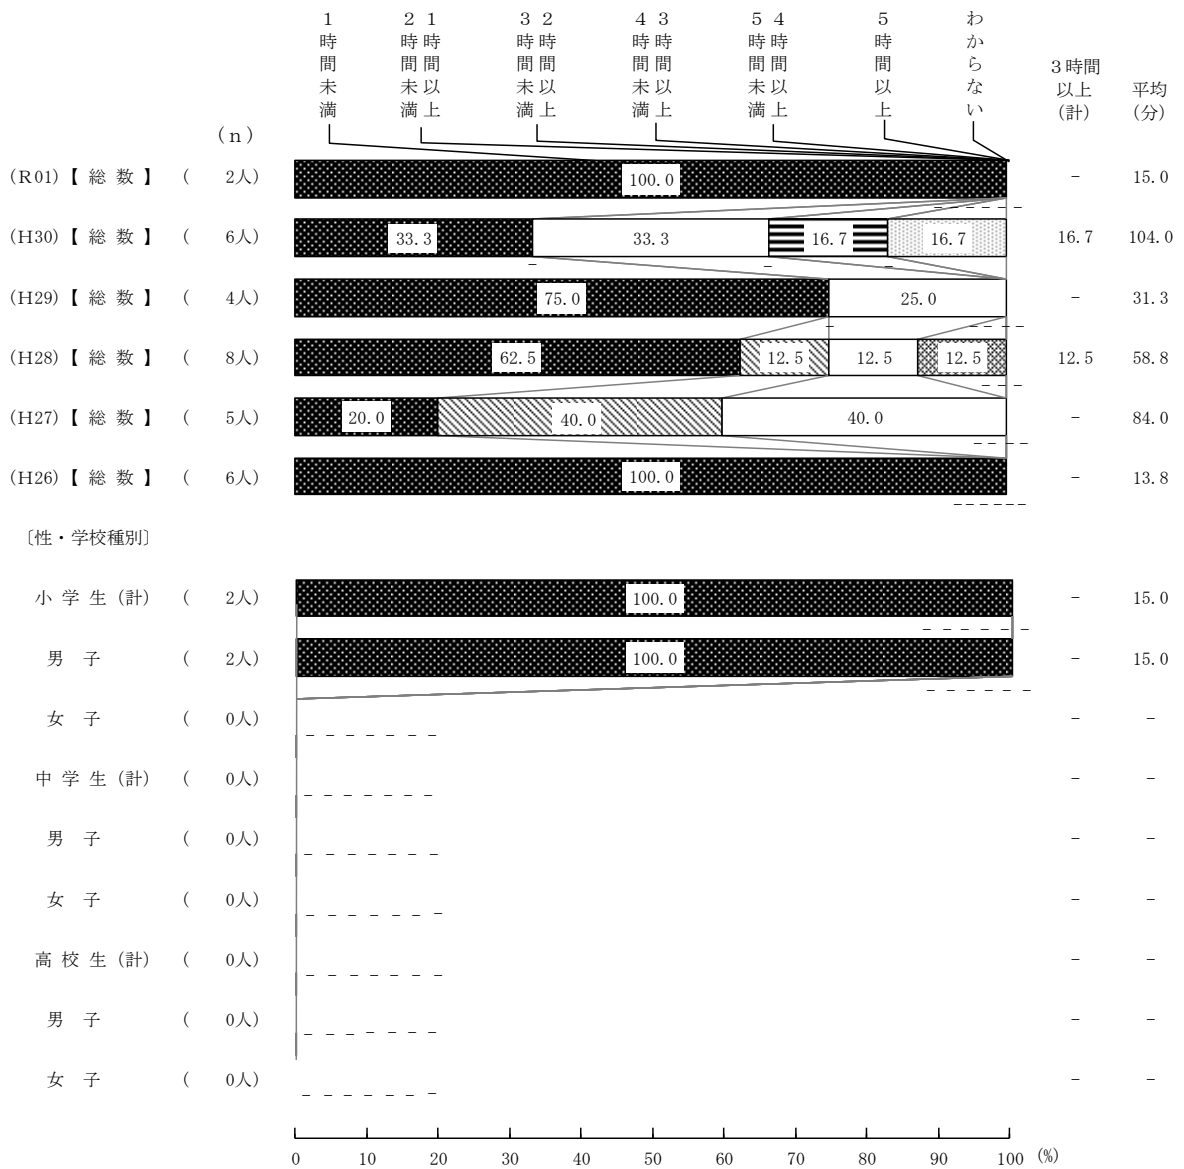 1時間未満
1時間以上
2時間未満
2時間以上
3時間未満
3時間以上
4時間未満
4時間以上
5時間未満
5時間以上
わからない
3時間
以上
(計)
平均
(分)
(n)
(R01)【 総 数 】 ( 2人) 100.0 - 15.0
(H30)【 総 数 】 ( 6人) 33.3 33.3 16.7 16.7 16.7 104.0
(H29)【 総 数 】 ( 4人) 75.0 25.0 - 31.3
(H28)【 総 数 】 ( 8人) 62.5 12.5 12.5 12.5 12.5 58.8
(H27)【 総 数 】 ( 5人) 20.0 40.0 40.0 - 84.0
(H26)【 総 数 】 ( 6人) 100.0 - 13.8
〔性・学校種別〕
小 学 生 (計) ( 2人) 100.0 - 15.0
男 子 ( 2人) 100.0 - 15.0
女 子 ( 0人) - -
中 学 生 (計) ( 0人) - -
男 子 ( 0人) - -
女 子 ( 0人) - -
高 校 生 (計) ( 0人) - -
男 子 ( 0人) - -
女 子 ( 0人) - -
0 10 20 30 40 50 60 70 80 90 100 (%)